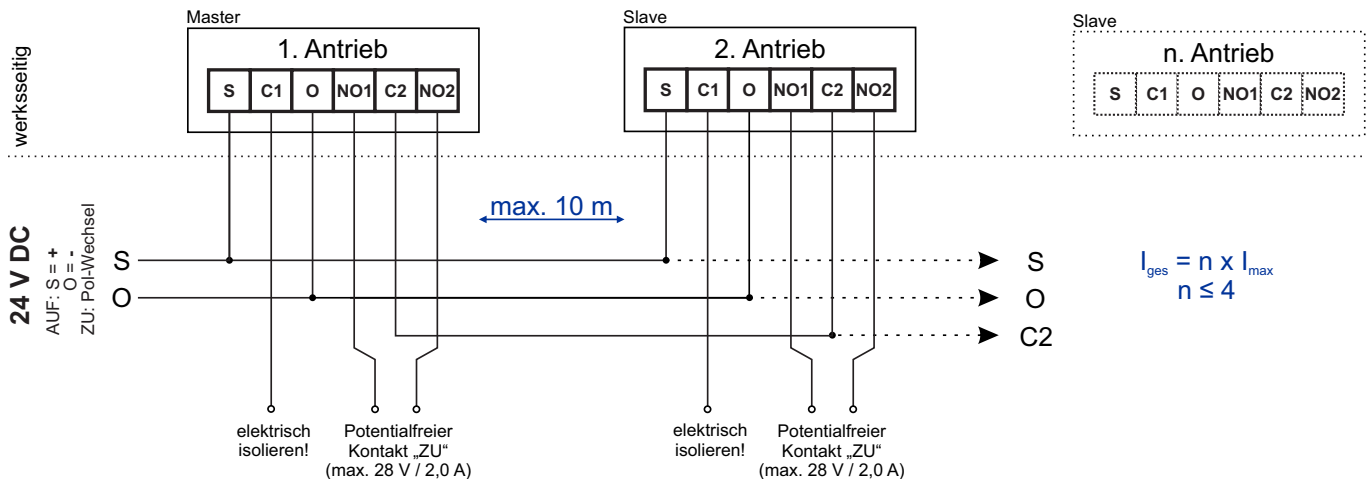 Master
1. Antrieb
S C1 O NO1 C2 NO2
Slave
2. Antrieb
S C1 O NO1 C2 NO2
Slave
n. Antrieb
S C1 O NO1 C2 NO2
werksseitig
24 V DC
AUF: S = +
O = -
ZU: Pol-Wechsel
S
O
max. 10 m
S
O
C2
I_ges = n x I_max
n ≤ 4
elektrisch
isolieren!
Potentialfreier
Kontakt „ZU“
(max. 28 V / 2,0 A)
elektrisch
isolieren!
Potentialfreier
Kontakt „ZU“
(max. 28 V / 2,0 A)